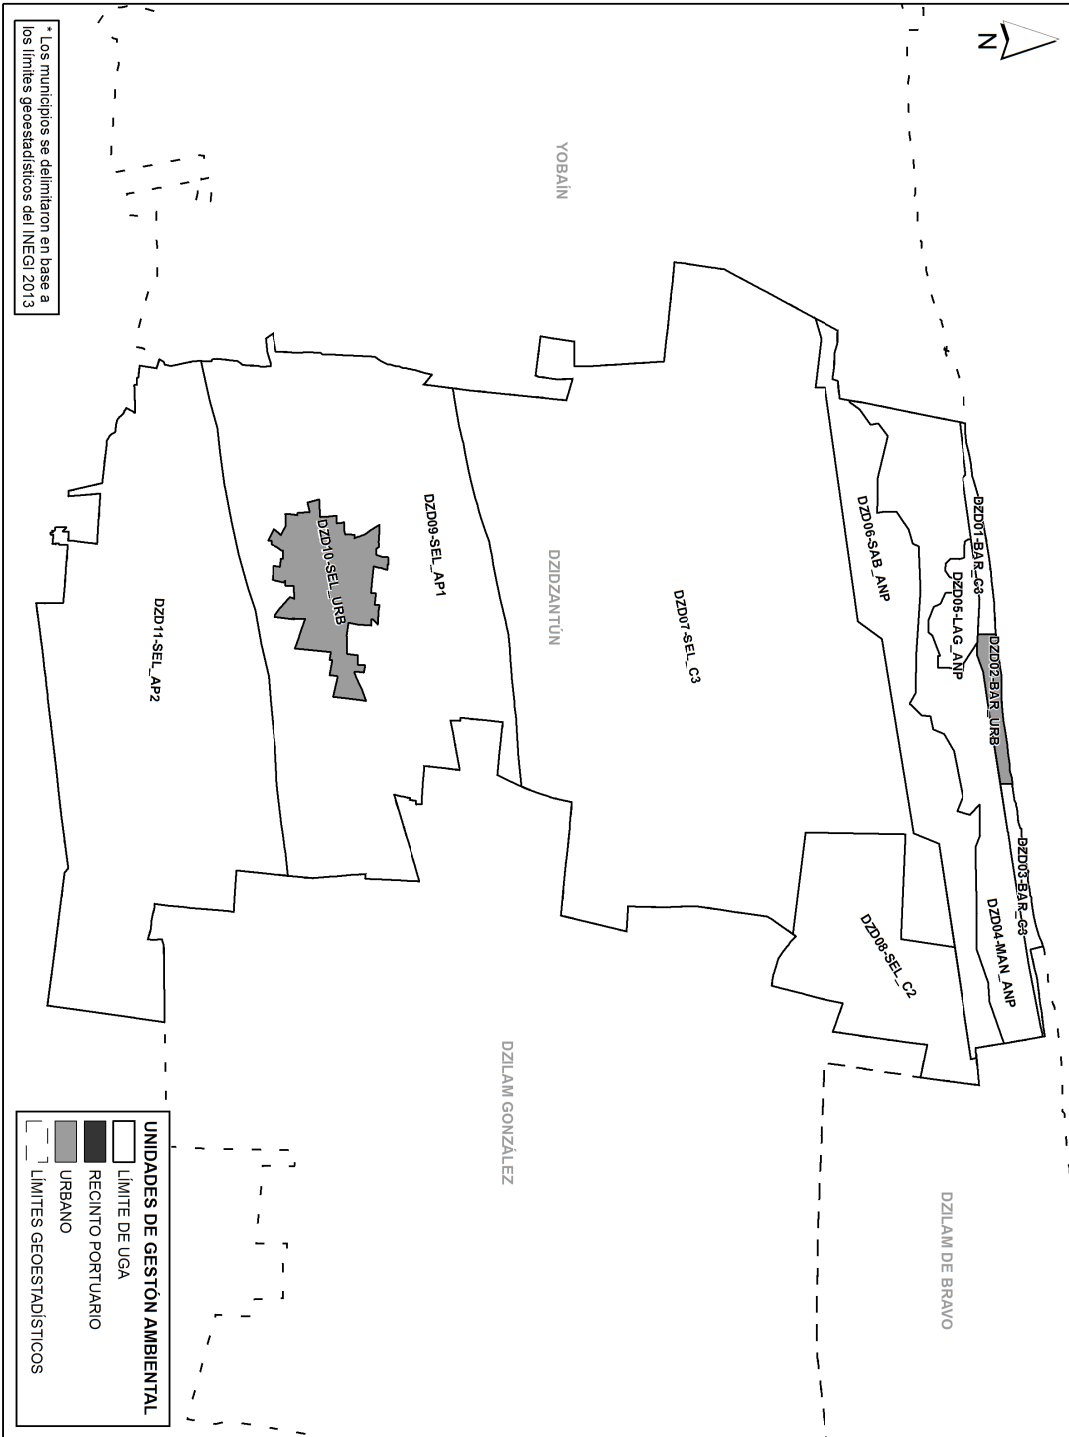 N
YOBAÍN
DZIDZANTÚN
DZILAM GONZÁLEZ
DZILAM DE BRAVO
DZD01-BAR_C3
DZD02-BAR_URB
DZD03-BAR_C3
DZD04-MAN_ANP
DZD05-LAG_ANP
DZD06-SAB_ANP
DZD07-SEL_C3
DZD08-SEL_C2
DZD09-SEL_AP1
DZD10-SEL_URB
DZD11-SEL_AP2
* Los municipios se delimitaron en base a
los límites geoestadísticos del INEGI 2013
UNIDADES DE GESTÓN AMBIENTAL
LÍMITE DE UGA
RECINTO PORTUARIO
URBANO
LÍMITES GEOESTADÍSTICOS